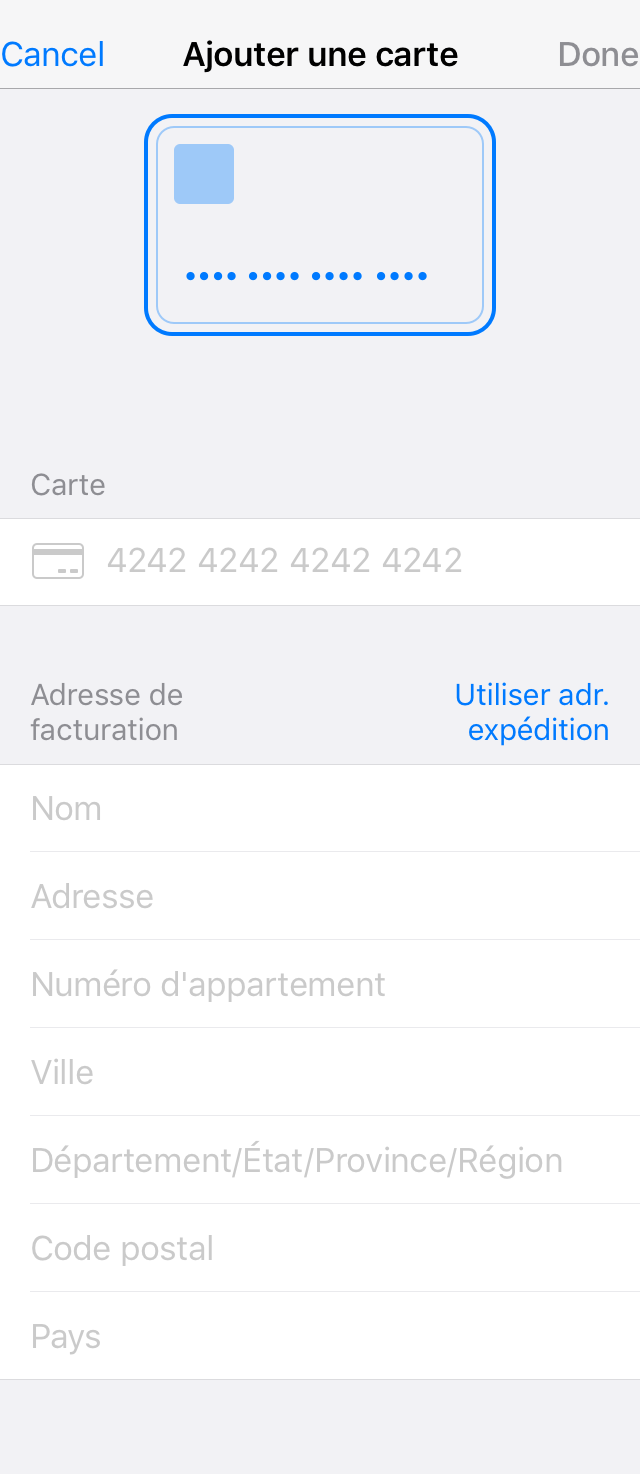 Cancel Ajouter une carte Done
•••• •••• •••• ••••
Carte
4242 4242 4242 4242
Adresse de
facturation
Utiliser adr.
expédition
Nom
Adresse
Numéro d'appartement
Ville
Département/État/Province/Région
Code postal
Pays